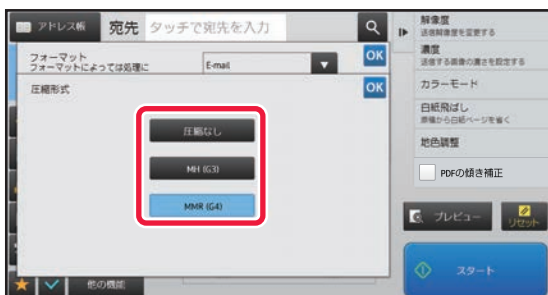 アドレス帳
宛先
タッチで宛先を入力
フォーマット
フォーマットによっては処理に
E-mail
OK
圧縮形式
OK
圧縮なし
MH (G3)
MMR (G4)
他の機能
解像度
送信解像度を変更する
濃度
送信する画像の濃さを設定する
カラーモード
白紙飛ばし
原稿から白紙ページを省く
地色調整
PDFの傾き補正
プレビュー
リセット
スタート